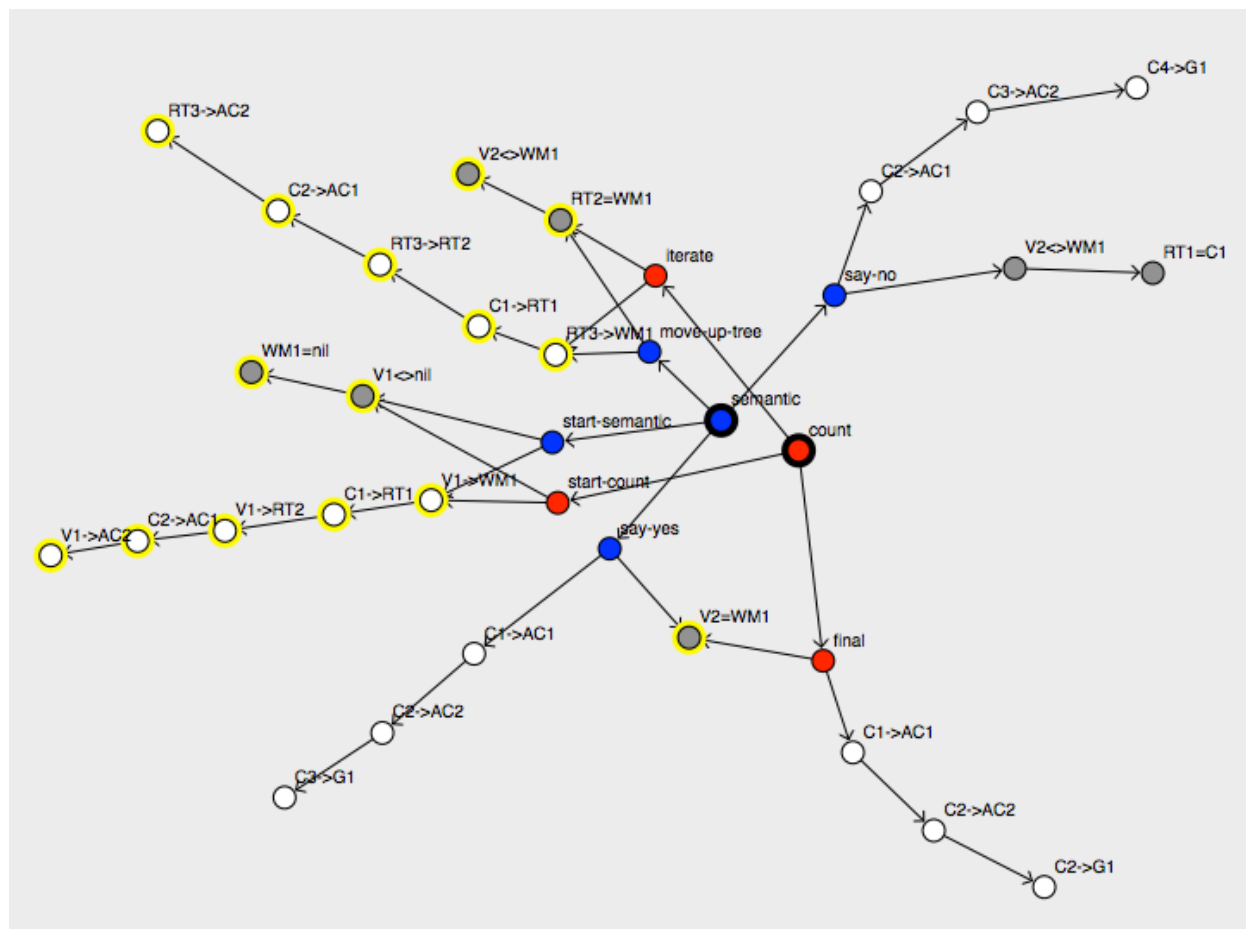 C4->G1
C3->AC2
RT3->AC2
V2<>WM1
C2->AC1
RT2=WM1
C2->AC1
RT3->RT2
V2<>WM1
RT1=C1
iterate
say-no
C1->RT1
RT3->WM1
move-up-tree
WM1=nil
V1<>nil
semantic
start-semantic
count
V1->WM1
start-count
C1->RT1
V1->RT2
C2->AC1
V1->AC2
say-yes
V2=WM1
C1->AC1
final
C2->AC2
C1->AC1
C3->G1
C2->AC2
C2->G1